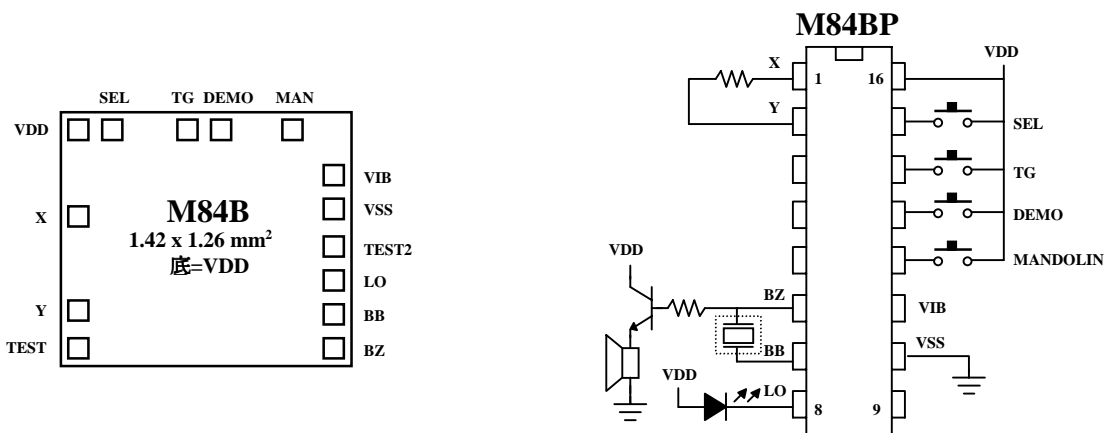 SEL TG DEMO MAN
VDD
VIB
VSS
X
M84B
1.42 x 1.26 mm²
底=VDD
TEST2
LO
Y
BB
TEST
BZ
M84BP
X
1
16
VDD
Y
SEL
TG
DEMO
MANDOLIN
VDD
BZ
VIB
BB
VSS
VDD
LO
8
9